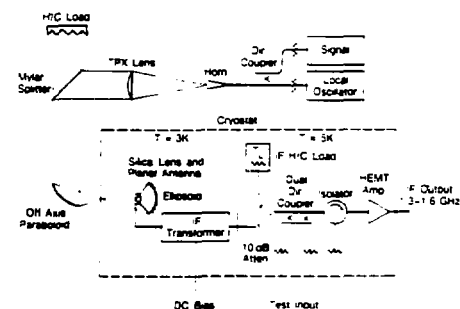 H/C Load
TPX Lens
Mylar
Splitter
Horn
Dir
Coupler
Signal
Local
Oscillator
Cryostat
T = 3K
T = 5K
Silica Lens and
Planar Antenna
Ellipsoid
IF H/C Load
IF
Transformer
Dual
Dir
Coupler
Isolator
HEMT
Amp
IF Output
1.3-1.6 GHz
Off Axis
Paraboloid
10 dB
Atten
DC Bias
Test Input